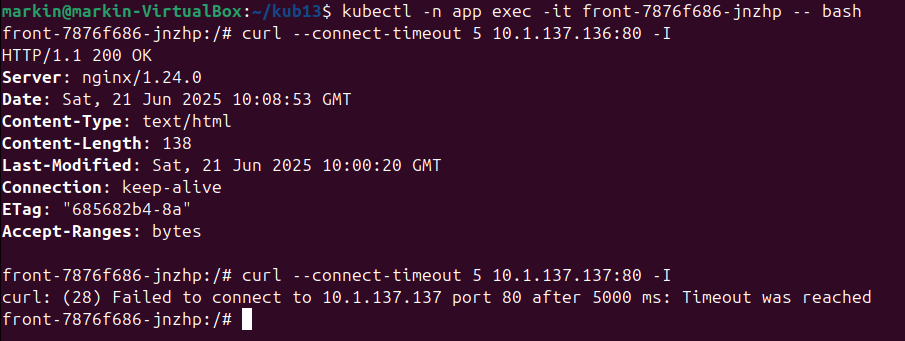 markin@markin-VirtualBox:~/kub13$ kubectl -n app exec -it front-7876f686-jnzhp -- bash
front-7876f686-jnzhp:/# curl --connect-timeout 5 10.1.137.136:80 -I
HTTP/1.1 200 OK
Server: nginx/1.24.0
Date: Sat, 21 Jun 2025 10:08:53 GMT
Content-Type: text/html
Content-Length: 138
Last-Modified: Sat, 21 Jun 2025 10:00:20 GMT
Connection: keep-alive
ETag: "685682b4-8a"
Accept-Ranges: bytes
front-7876f686-jnzhp:/# curl --connect-timeout 5 10.1.137.137:80 -I
curl: (28) Failed to connect to 10.1.137.137 port 80 after 5000 ms: Timeout was reached
front-7876f686-jnzhp:/#